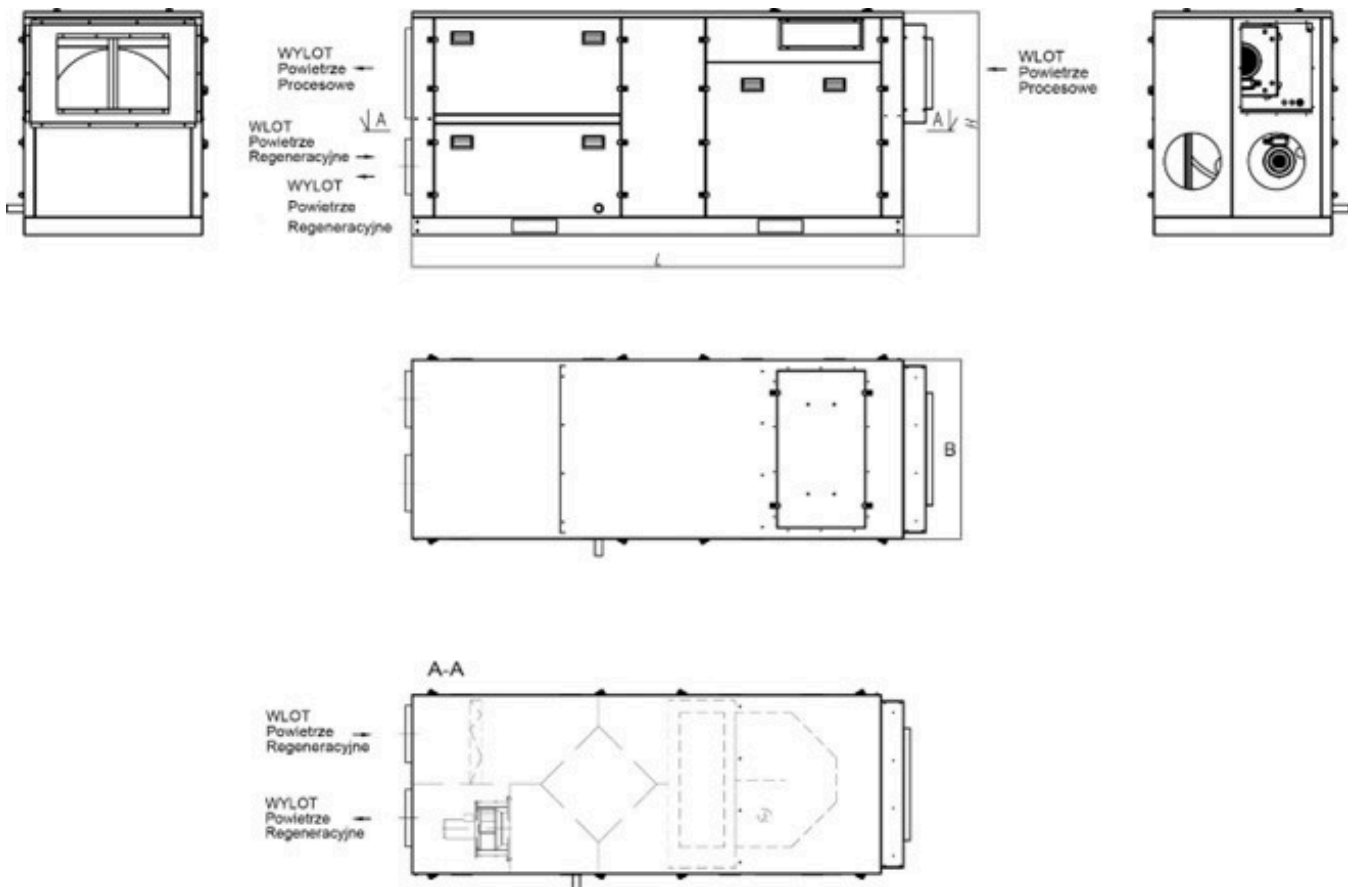 WYLOT
Powietrze
Procesowe
WLOT
Powietrze
Procesowe
A
A
H
WLOT
Powietrze
Regeneracyjne
WYLOT
Powietrze
Regeneracyjne
L
B
A-A
WLOT
Powietrze
Regeneracyjne
WYLOT
Powietrze
Regeneracyjne